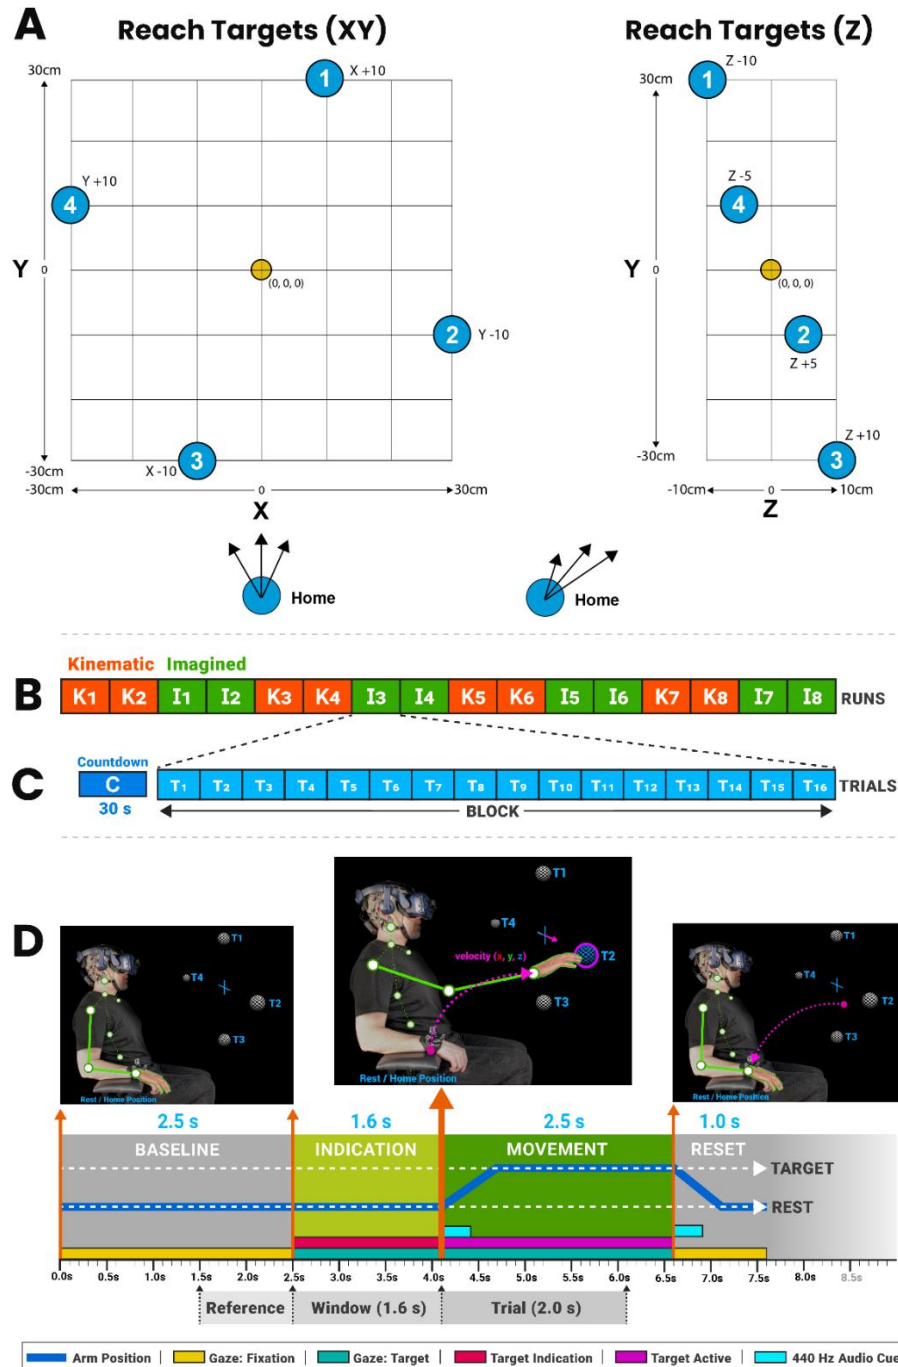 A
Reach Targets (XY)
Reach Targets (Z)
30cm
1
X +10
4
Y +10
Y
0
(0, 0, 0)
2
Y -10
3
X -10
-30cm
-30cm
0
30cm
X
30cm
1
Z -10
4
Z -5
Y
0
(0, 0, 0)
2
Z +5
3
Z +10
-30cm
-10cm
0
10cm
Z
Home
Home
Kinematic
Imagined
B
K1 K2 I1 I2 K3 K4 I3 I4 K5 K6 I5 I6 K7 K8 I7 I8
RUNS
C
Countdown
C
30 s
T1 T2 T3 T4 T5 T6 T7 T8 T9 T10 T11 T12 T13 T14 T15 T16
TRIALS
BLOCK
D
T1
T4
T2
T3
Rest / Home Position
T1
T4
velocity (x, y, z)
T2
T3
Rest / Home Position
T1
T4
T2
T3
Rest / Home Position
2.5 s
1.6 s
2.5 s
1.0 s
BASELINE
INDICATION
MOVEMENT
RESET
TARGET
REST
0.0s 0.5s 1.0s 1.5s 2.0s 2.5s 3.0s 3.5s 4.0s 4.5s 5.0s 5.5s 6.0s 6.5s 7.0s 7.5s 8.0s 8.5s
Reference
Window (1.6 s)
Trial (2.0 s)
Arm Position | Gaze: Fixation | Gaze: Target | Target Indication | Target Active | 440 Hz Audio Cue